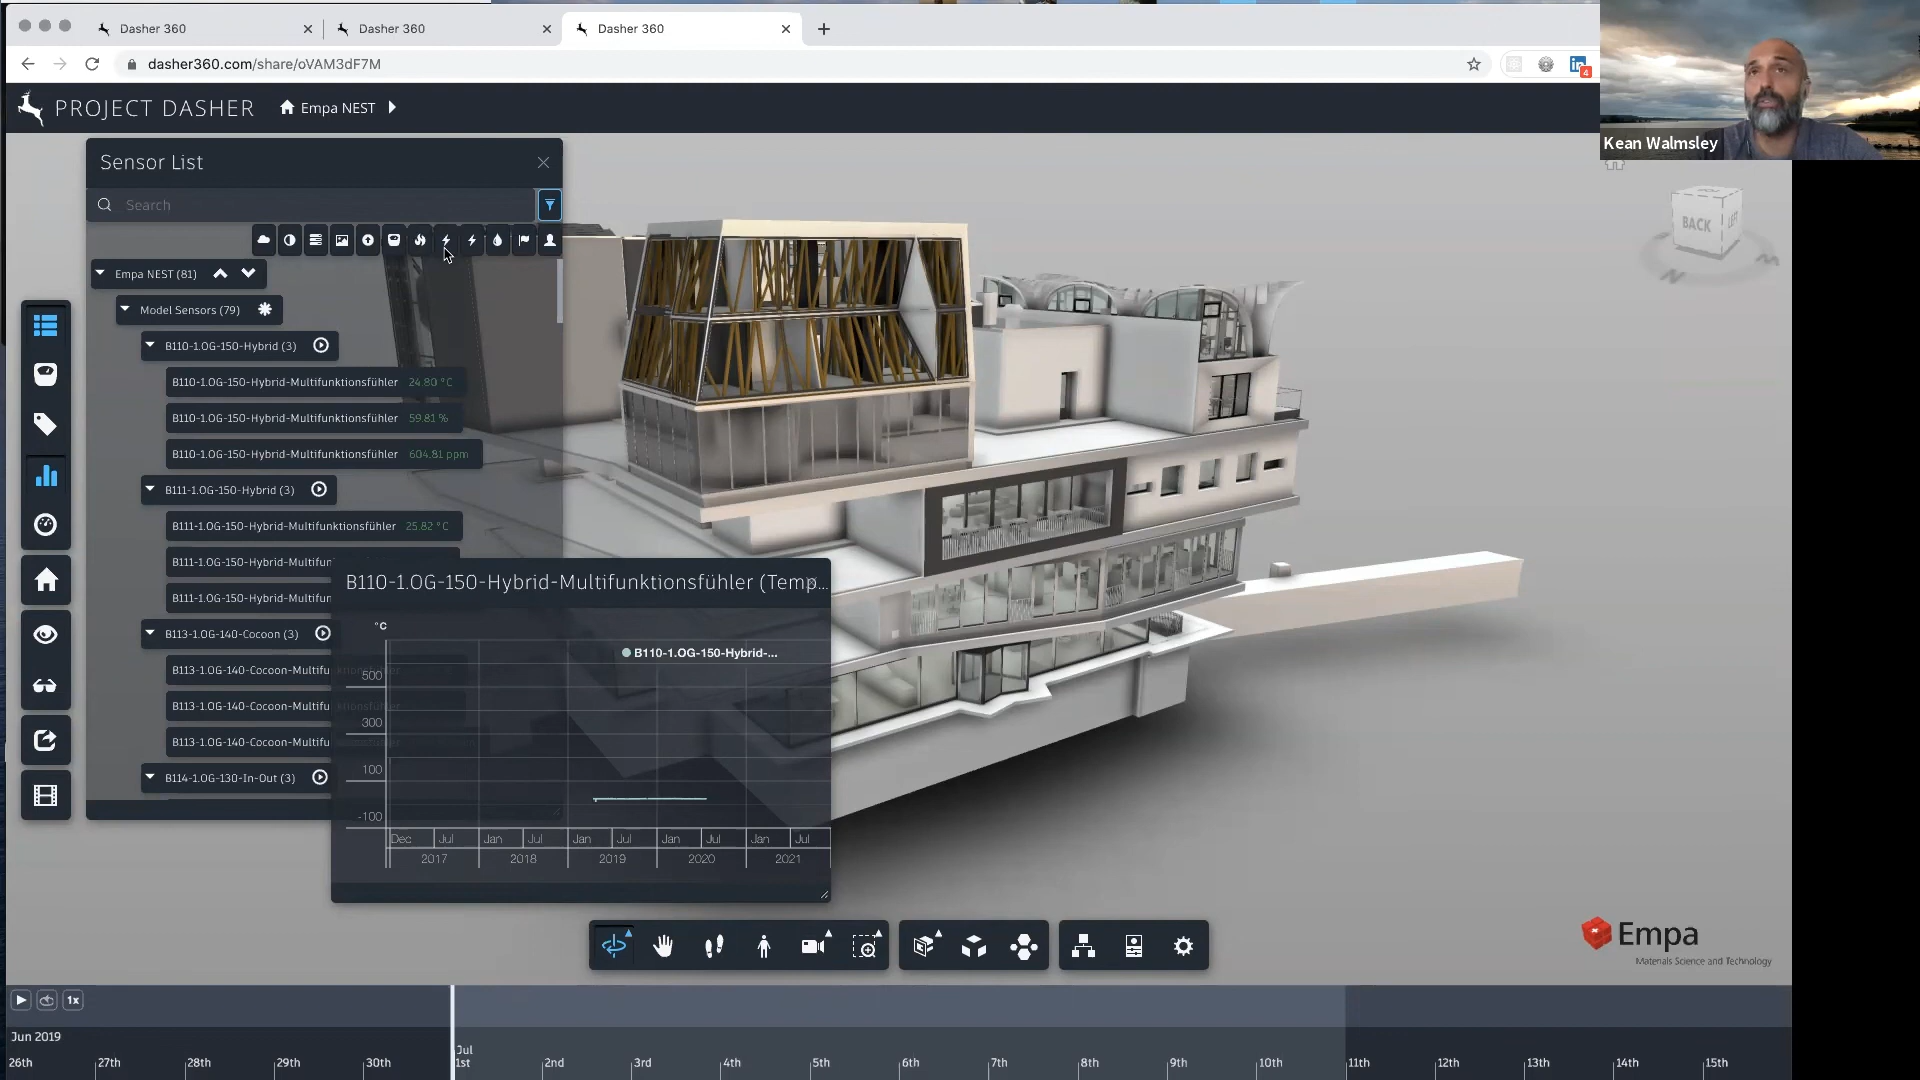 Dasher 360
Dasher 360
Dasher 360
dasher360.com/share/oVAM3dF7M
4
PROJECT DASHER
Empa NEST
Kean Walmsley
Sensor List
Search
BACK
LEFT
Empa NEST (81)
Model Sensors (79)
B110-1.OG-150-Hybrid (3)
B110-1.OG-150-Hybrid-Multifunktionsfühler 24.80 °C
B110-1.OG-150-Hybrid-Multifunktionsfühler 59.81 %
B110-1.OG-150-Hybrid-Multifunktionsfühler 604.81 ppm
B111-1.OG-150-Hybrid (3)
B111-1.OG-150-Hybrid-Multifunktionsfühler 25.82 °C
B111-1.OG-150-Hybrid-Multifun
B111-1.OG-150-Hybrid-Multifun
B113-1.OG-140-Cocoon (3)
B113-1.OG-140-Cocoon-Multifunktionsfühler
B113-1.OG-140-Cocoon-Multifunktionsfühler
B113-1.OG-140-Cocoon-Multifunktionsfühler
B114-1.OG-130-In-Out (3)
B110-1.OG-150-Hybrid-Multifunktionsfühler (Temp...
°C
B110-1.OG-150-Hybrid-...
500
300
100
-100
Dec Jul Jan Jul Jan Jul Jan Jul Jan Jul
2017 2018 2019 2020 2021
Empa
Materials Science and Technology
1x
Jun 2019
Jul
26th 27th 28th 29th 30th 1st 2nd 3rd 4th 5th 6th 7th 8th 9th 10th 11th 12th 13th 14th 15th